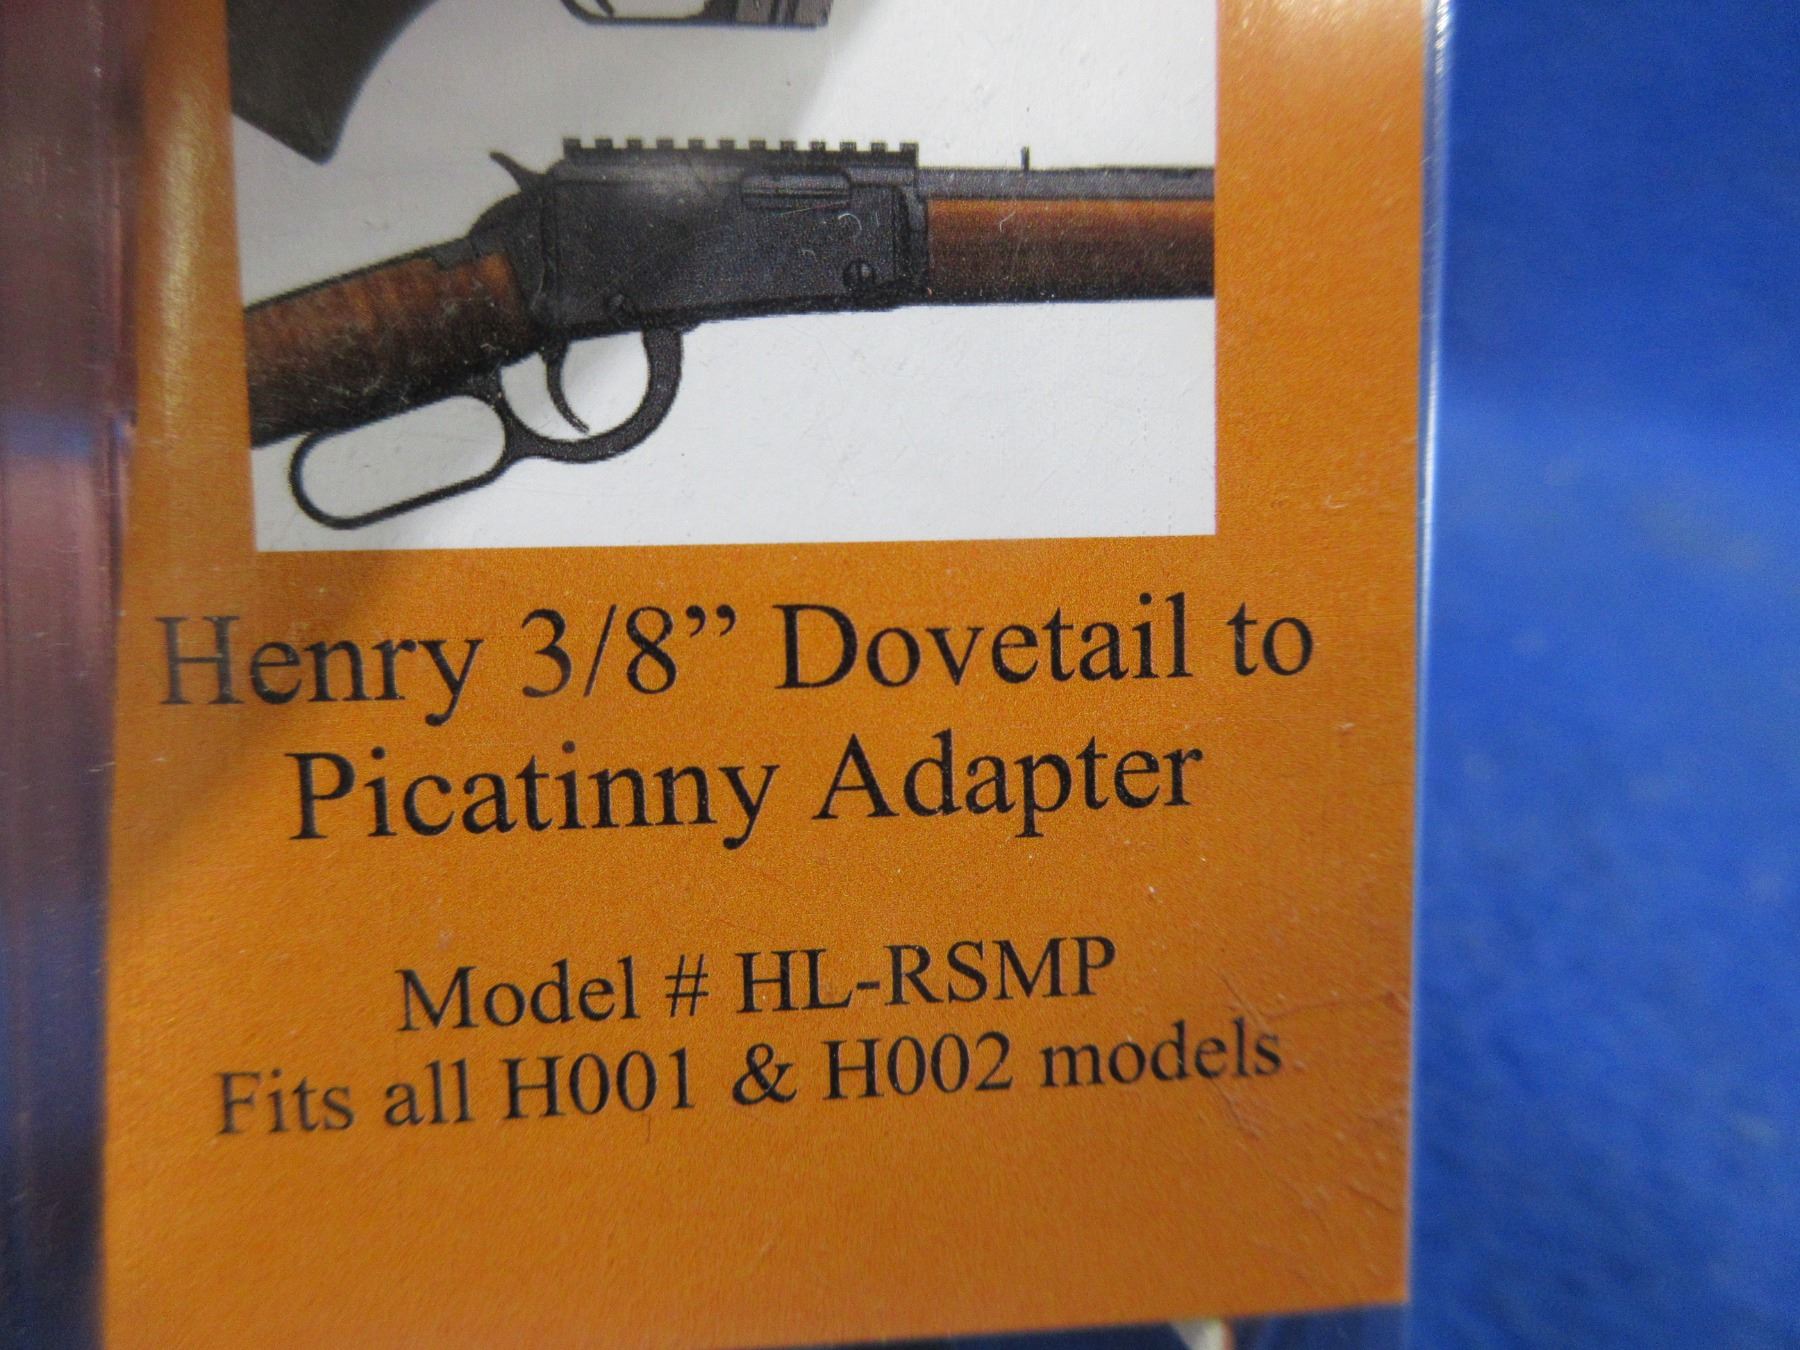 Henry 3/8” Dovetail to
Picatinny Adapter
Model # HL-RSMP
Fits all H001 & H002 models